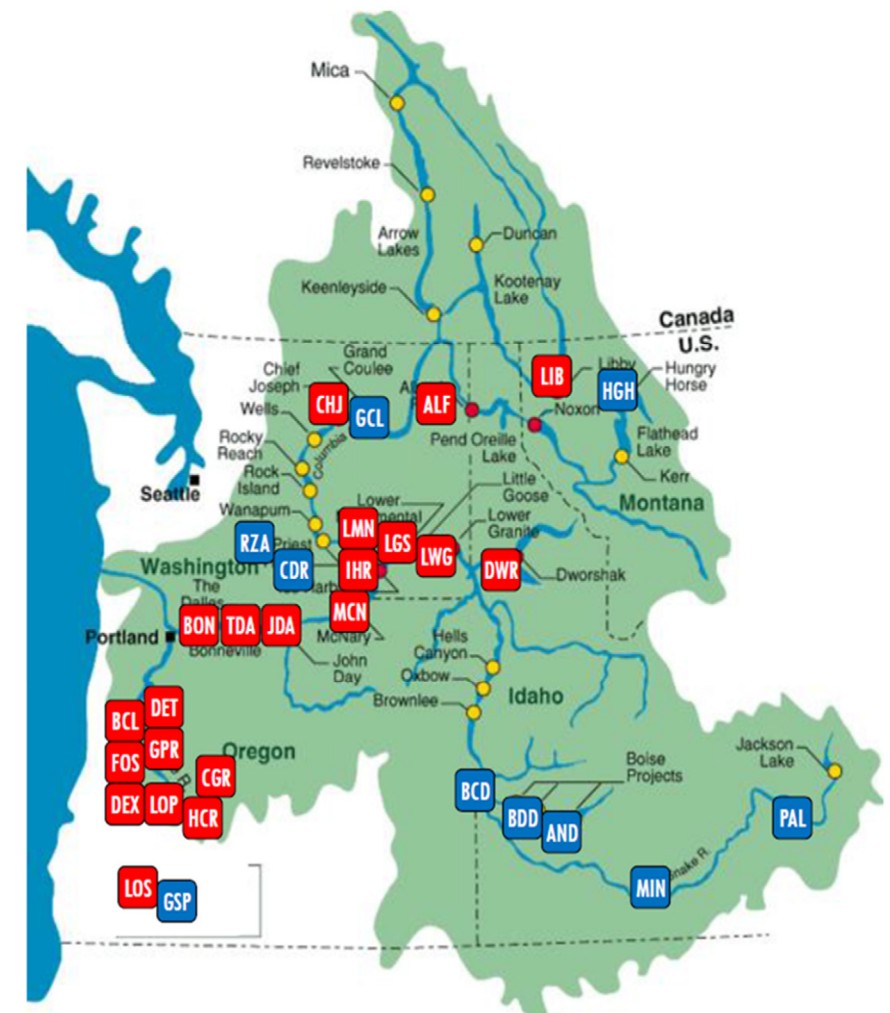 Mica
Revelstoke
Arrow
Lakes
Duncan
Kootenay
Lake
Keenleyside
Canada
U.S.
Grand
Coulee
Chief
Joseph
Libby
Hungry
Horse
LIB
HGH
CHJ
GCL
ALF
Wells
Noxon
Columbia
Rocky
Reach
Pend Oreille
Lake
Flathead
Lake
Kerr
Rock
Island
Little
Goose
Seattle
Lower
Montana
Wanapum
Lower
Granite
LMN
LGS
LWG
RZA
Priest
CDR
IHR
DWR
Dworshak
Washington
The
Dalles
MCN
BON
TDA
JDA
Portland
McNary
Bonneville
John
Day
Hells
Canyon
Oxbow
Brownlee
Idaho
DET
BCL
GPR
FOS
CGR
Oregon
R.
DEX
LOP
HCR
Boise
Projects
Jackson
Lake
BCD
BDD
AND
PAL
LOS
GSP
MIN
Snake R.